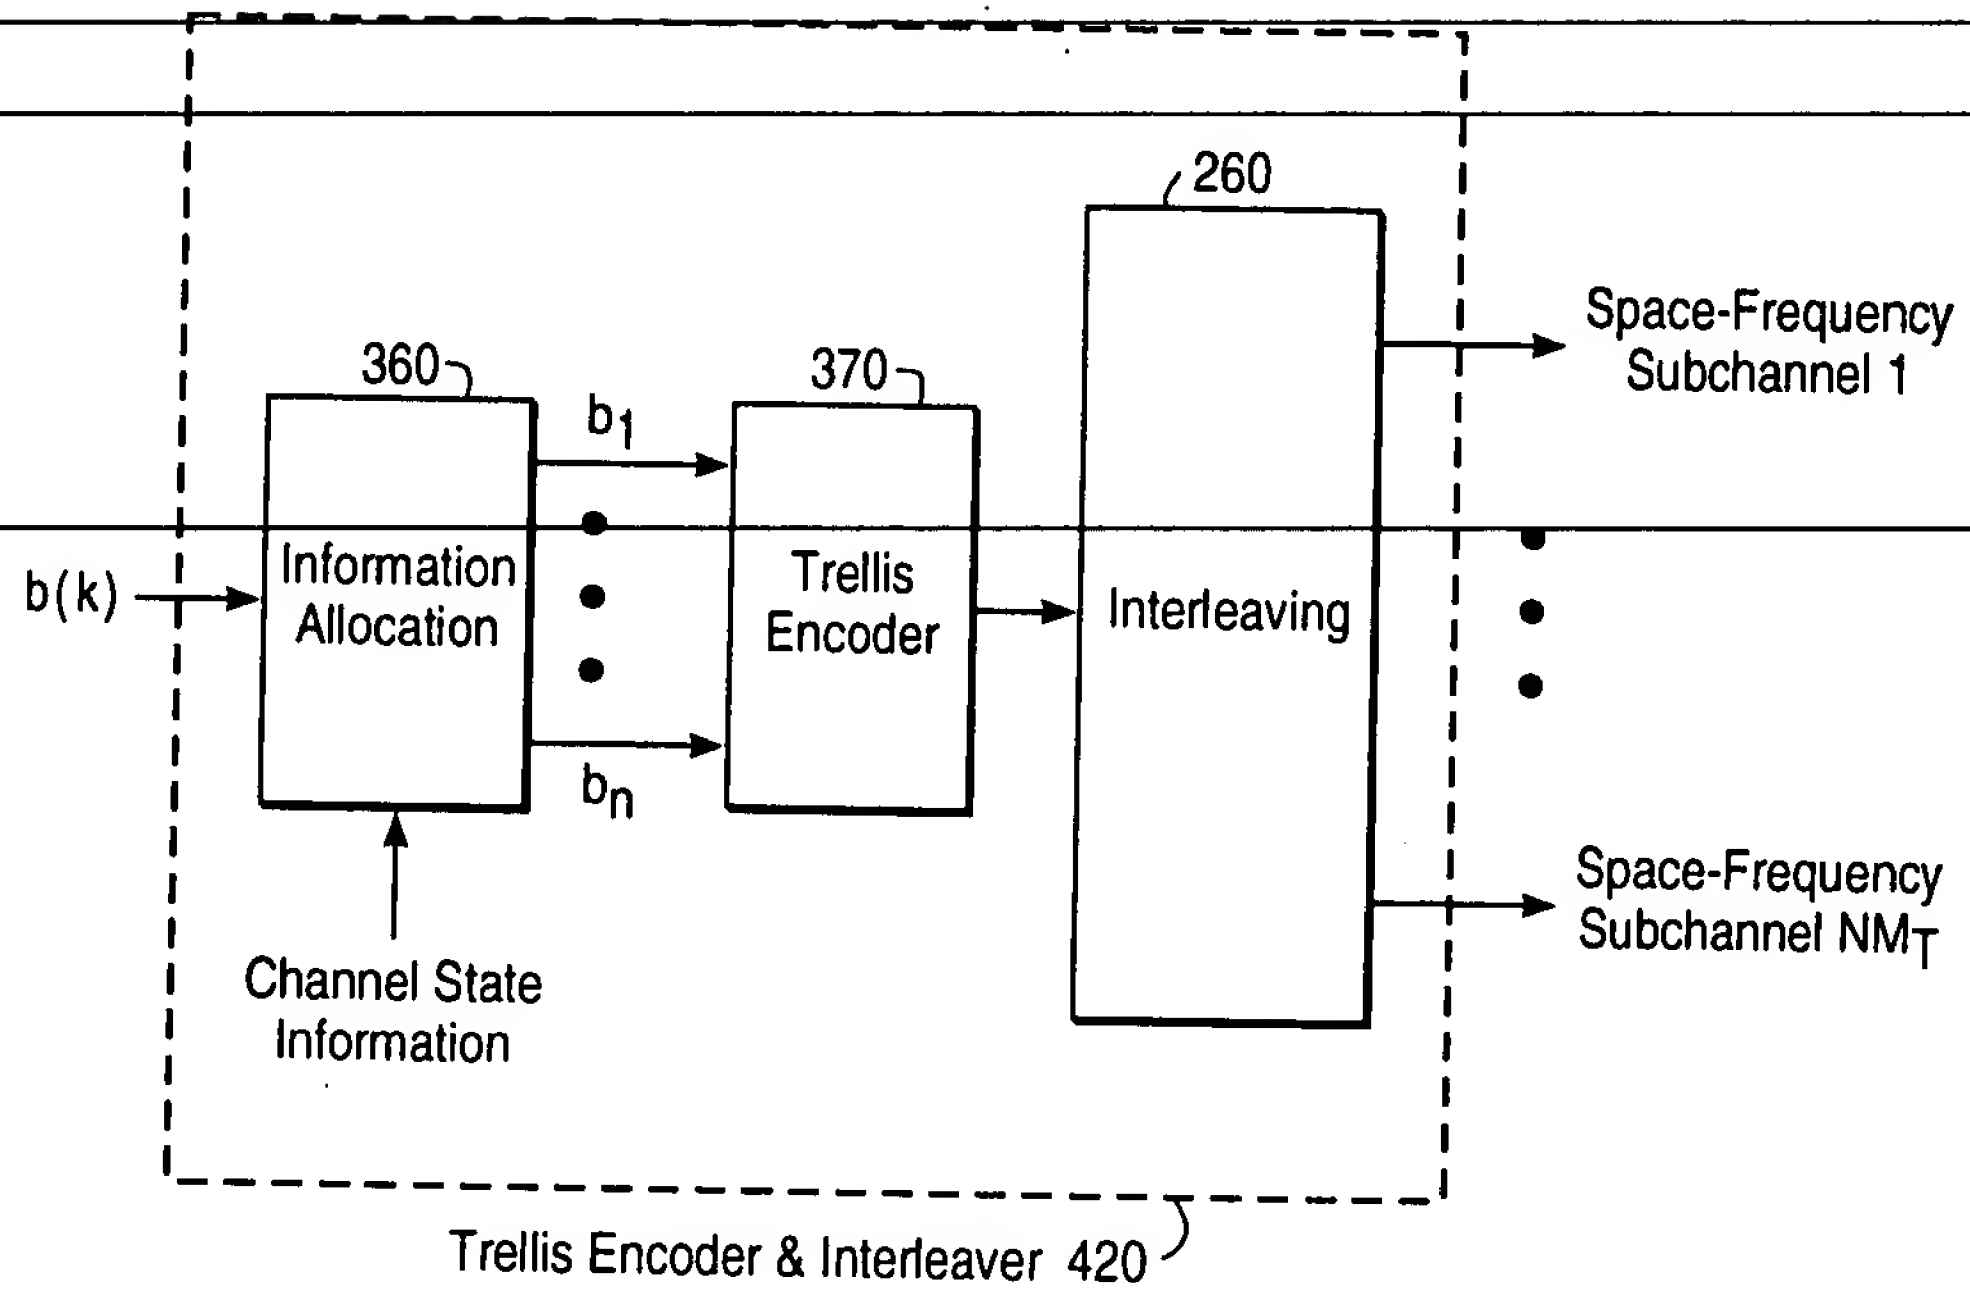 260
Space-Frequency
Subchannel 1
360
370
b1
b(k)
Information
Allocation
Trellis
Encoder
Interleaving
bn
Space-Frequency
Subchannel NMT
Channel State
Information
Trellis Encoder & Interleaver 420